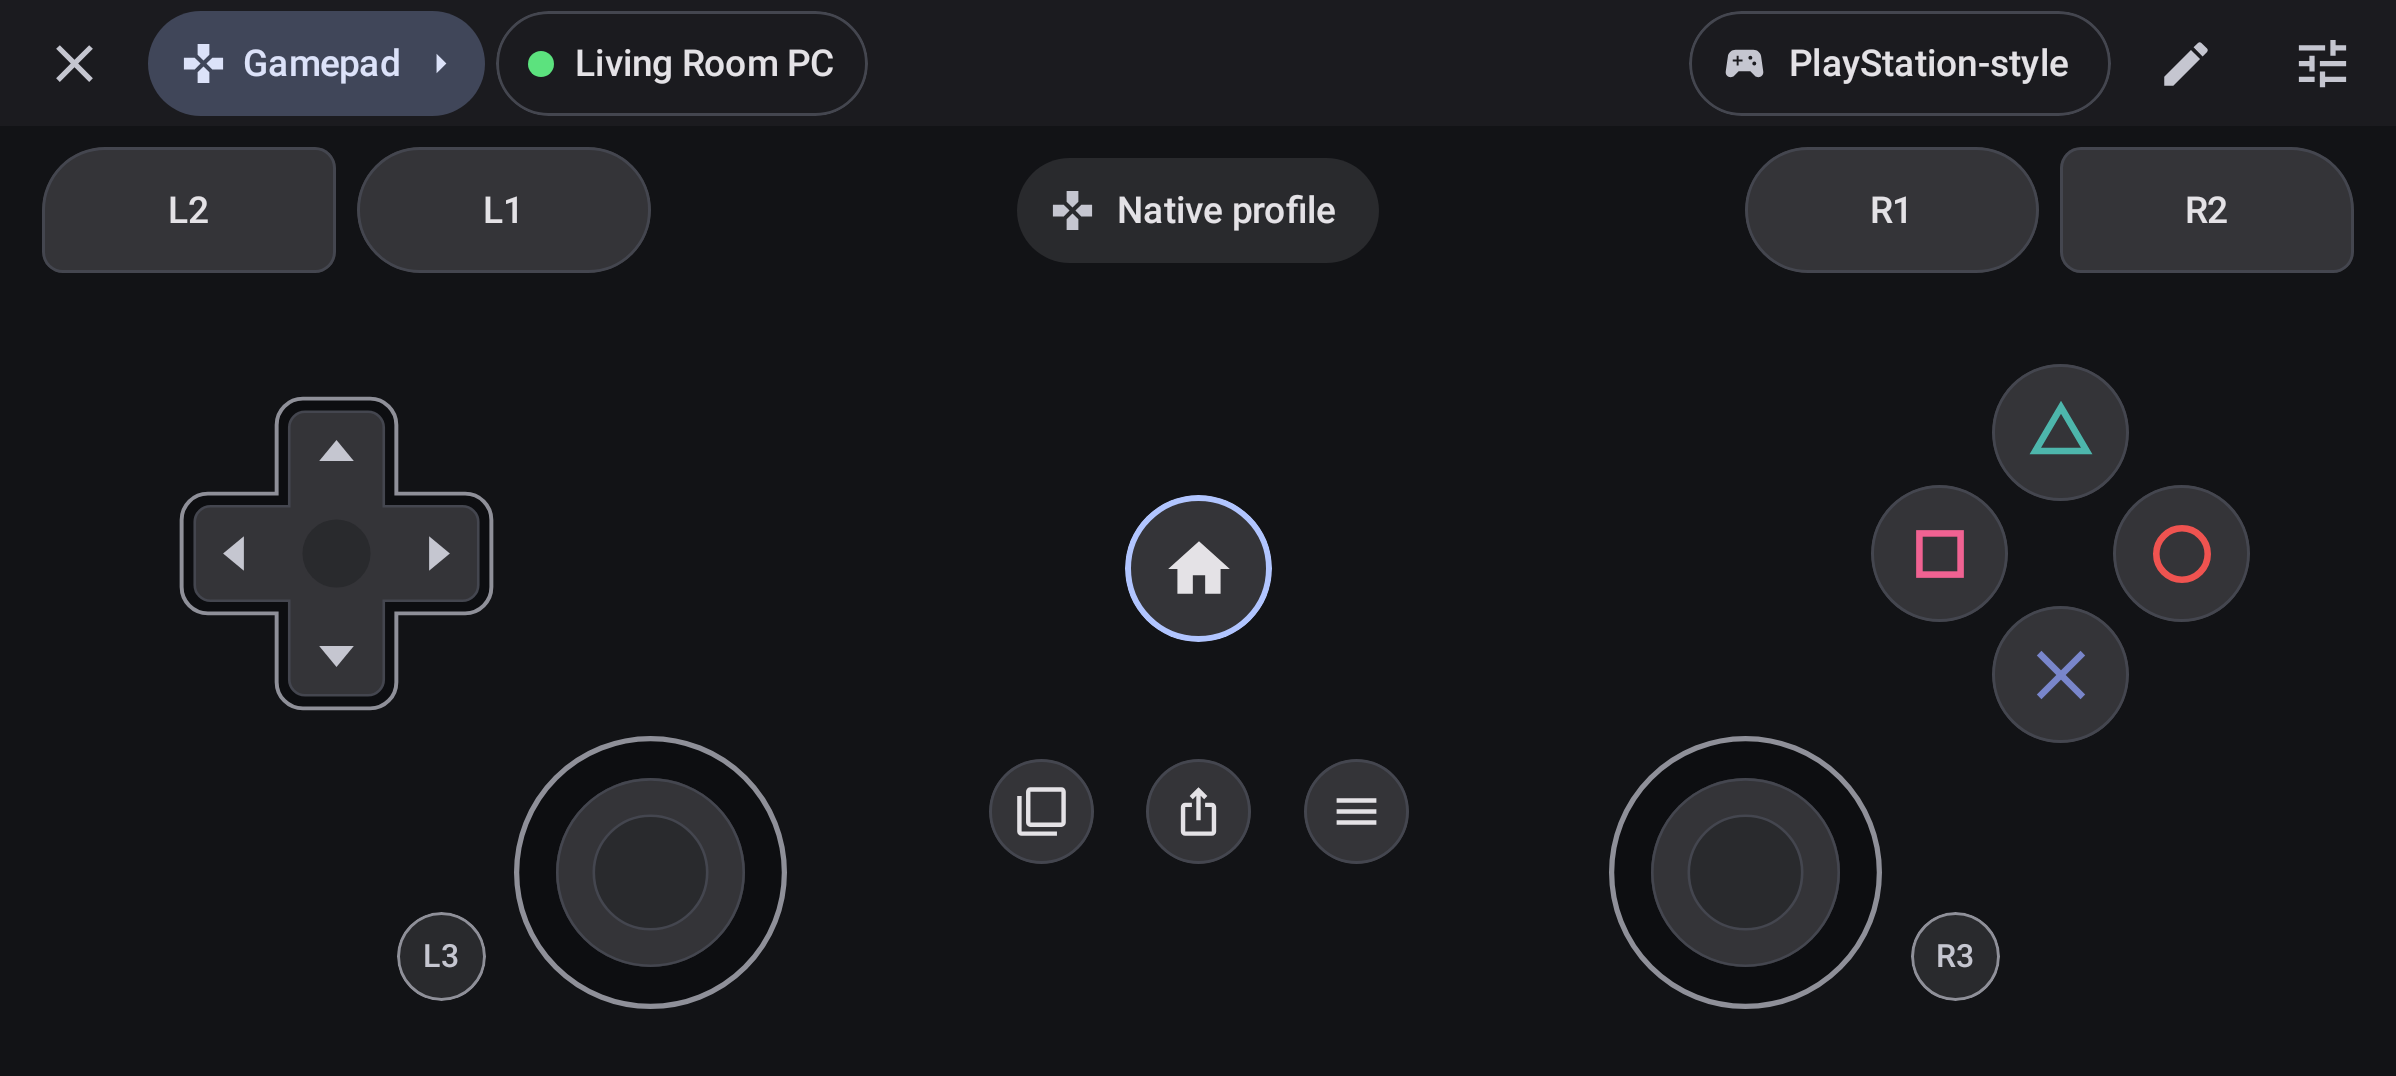 Gamepad
Living Room PC
PlayStation-style
L2
L1
Native profile
R1
R2
L3
R3